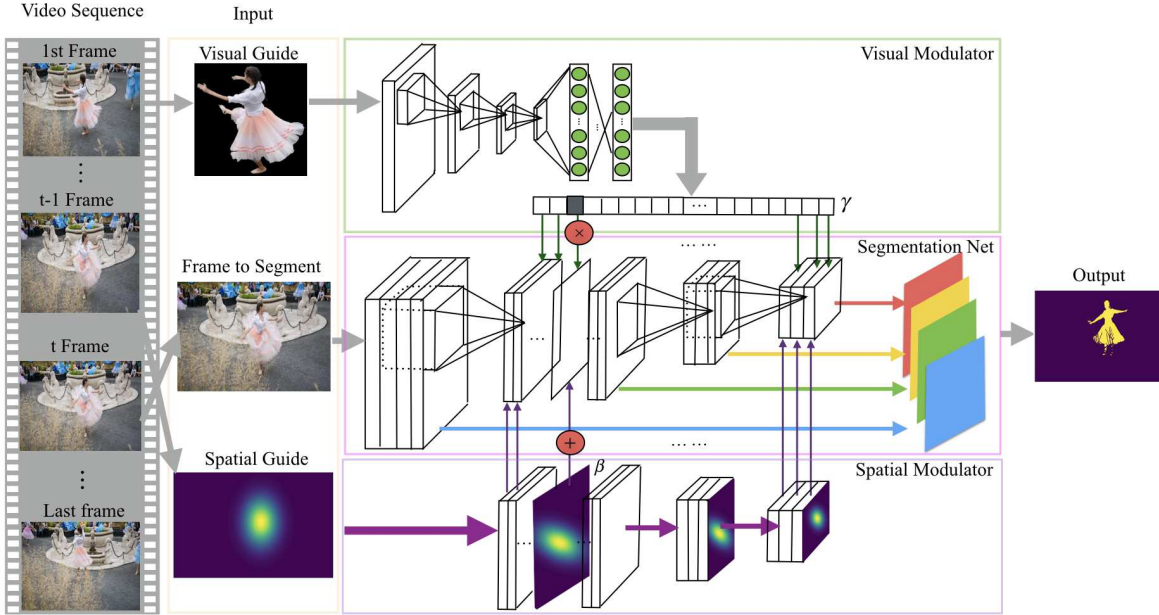 Video Sequence
Input
1st Frame
Visual Guide
Visual Modulator
...
t-1 Frame
...
...
γ
×
... ...
Frame to Segment
Segmentation Net
Output
t Frame
...
...
+
... ...
Spatial Guide
β
Spatial Modulator
...
Last frame
...
...